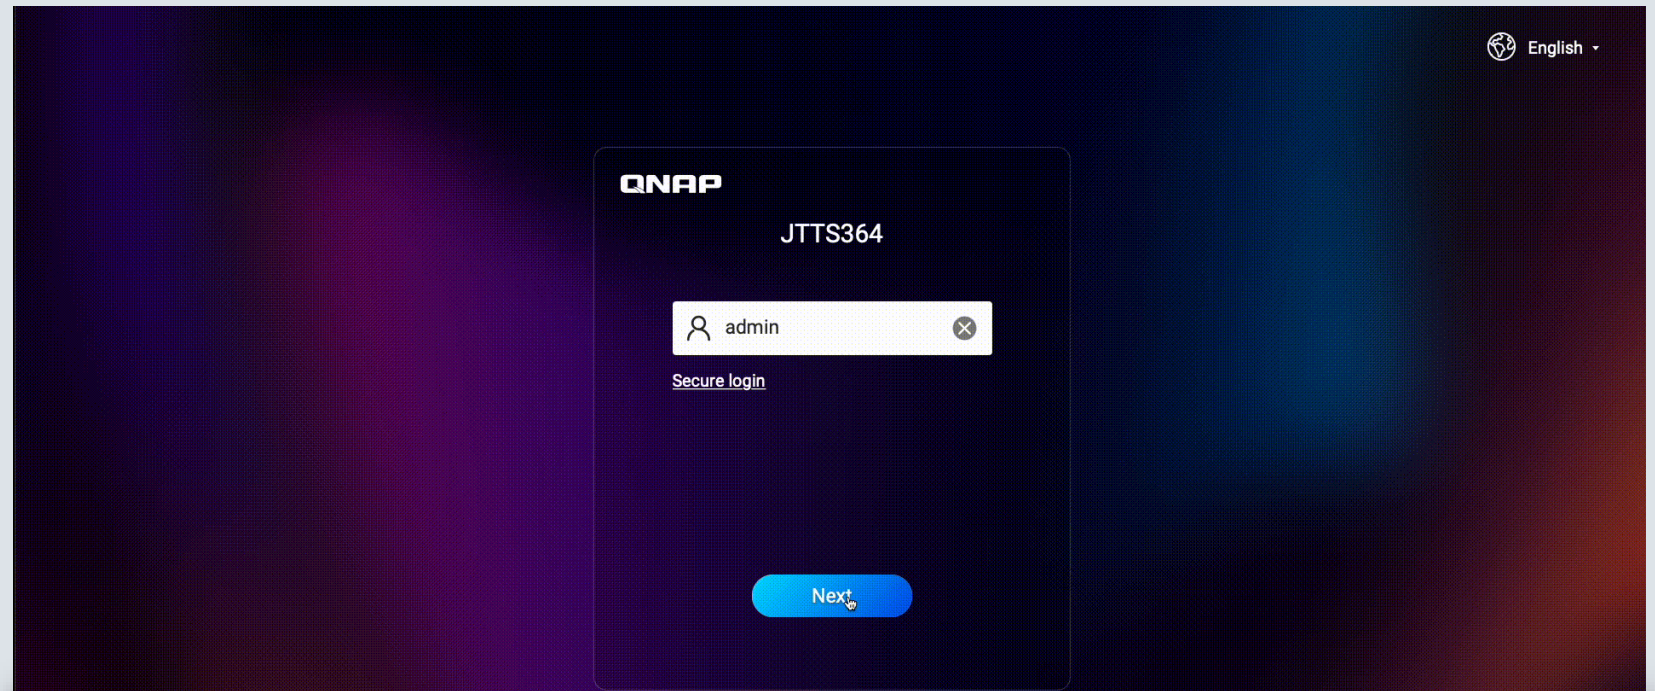 English
QNAP
JTTS364
admin
Secure login
Next